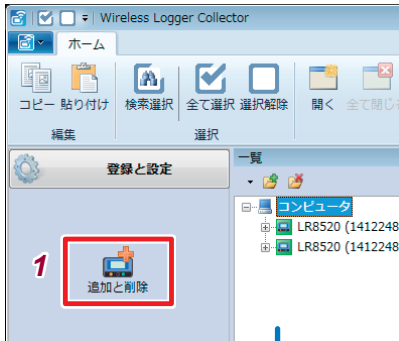 Wireless Logger Collector
ホーム
コピー 貼り付け 検索選択 全て選択 選択解除 開く 全て閉じ
編集 選択
登録と設定
一覧
コンピュータ
LR8520 (1412248
LR8520 (1412248
1
追加と削除